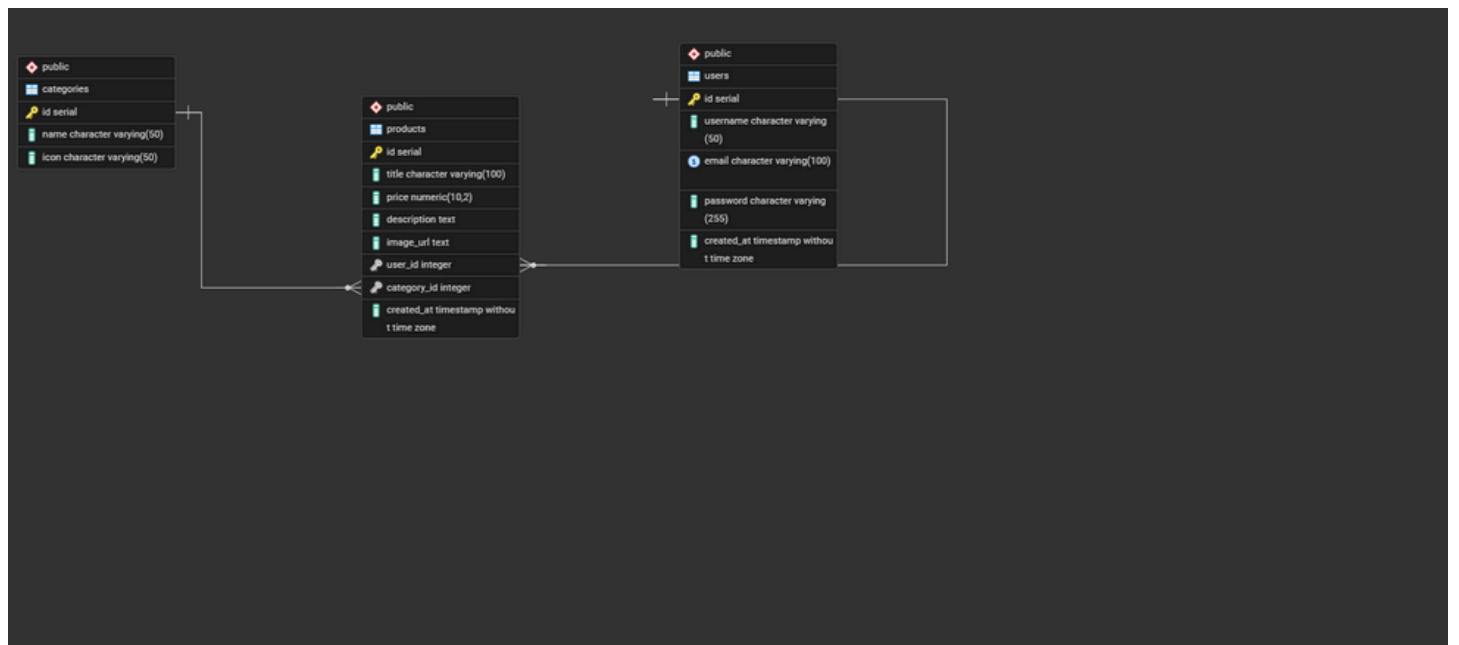 public
categories
id serial
name character varying(50)
icon character varying(50)
public
products
id serial
title character varying(100)
price numeric(10,2)
description text
image_url text
user_id integer
category_id integer
created_at timestamp withou
t time zone
public
users
id serial
username character varying
(50)
email character varying(100)
password character varying
(255)
created_at timestamp withou
t time zone